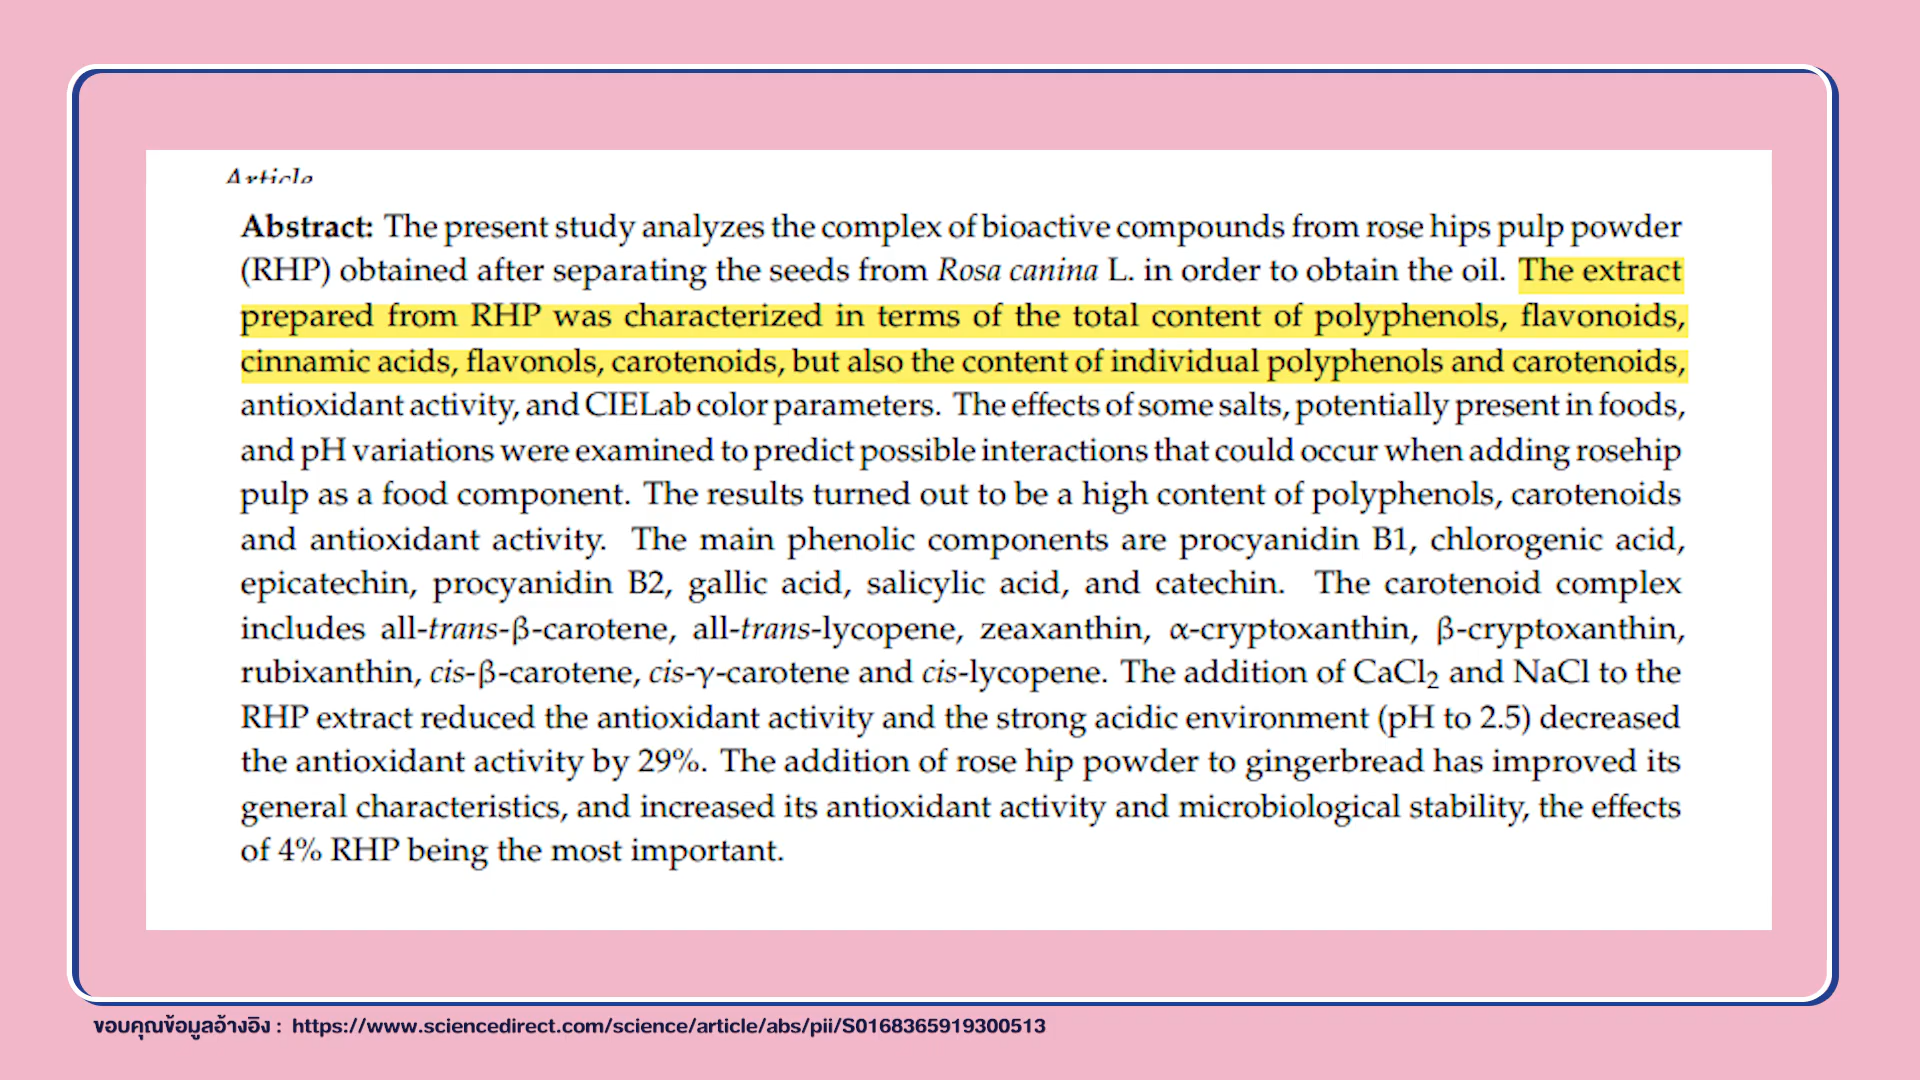 Article
Abstract: The present study analyzes the complex of bioactive compounds from rose hips pulp powder
(RHP) obtained after separating the seeds from Rosa canina L. in order to obtain the oil. The extract
prepared from RHP was characterized in terms of the total content of polyphenols, flavonoids,
cinnamic acids, flavonols, carotenoids, but also the content of individual polyphenols and carotenoids,
antioxidant activity, and CIELab color parameters. The effects of some salts, potentially present in foods,
and pH variations were examined to predict possible interactions that could occur when adding rosehip
pulp as a food component. The results turned out to be a high content of polyphenols, carotenoids
and antioxidant activity. The main phenolic components are procyanidin B1, chlorogenic acid,
epicatechin, procyanidin B2, gallic acid, salicylic acid, and catechin. The carotenoid complex
includes all-trans-β-carotene, all-trans-lycopene, zeaxanthin, α-cryptoxanthin, β-cryptoxanthin,
rubixanthin, cis-β-carotene, cis-γ-carotene and cis-lycopene. The addition of CaCl₂ and NaCl to the
RHP extract reduced the antioxidant activity and the strong acidic environment (pH to 2.5) decreased
the antioxidant activity by 29%. The addition of rose hip powder to gingerbread has improved its
general characteristics, and increased its antioxidant activity and microbiological stability, the effects
of 4% RHP being the most important.
ขอบคุณข้อมูลอ้างอิง : https://www.sciencedirect.com/science/article/abs/pii/S0168365919300513